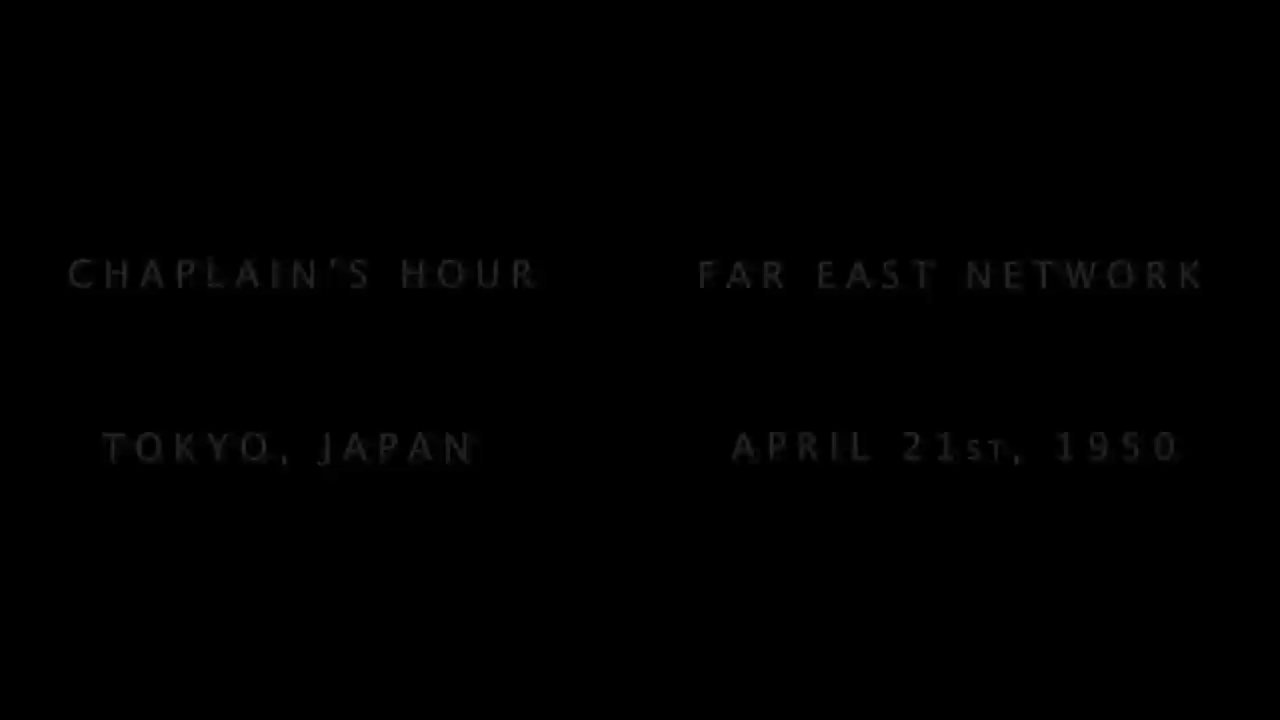 CHAPLAIN'S HOUR
FAR EAST NETWORK
TOKYO, JAPAN
APRIL 21ST, 1950